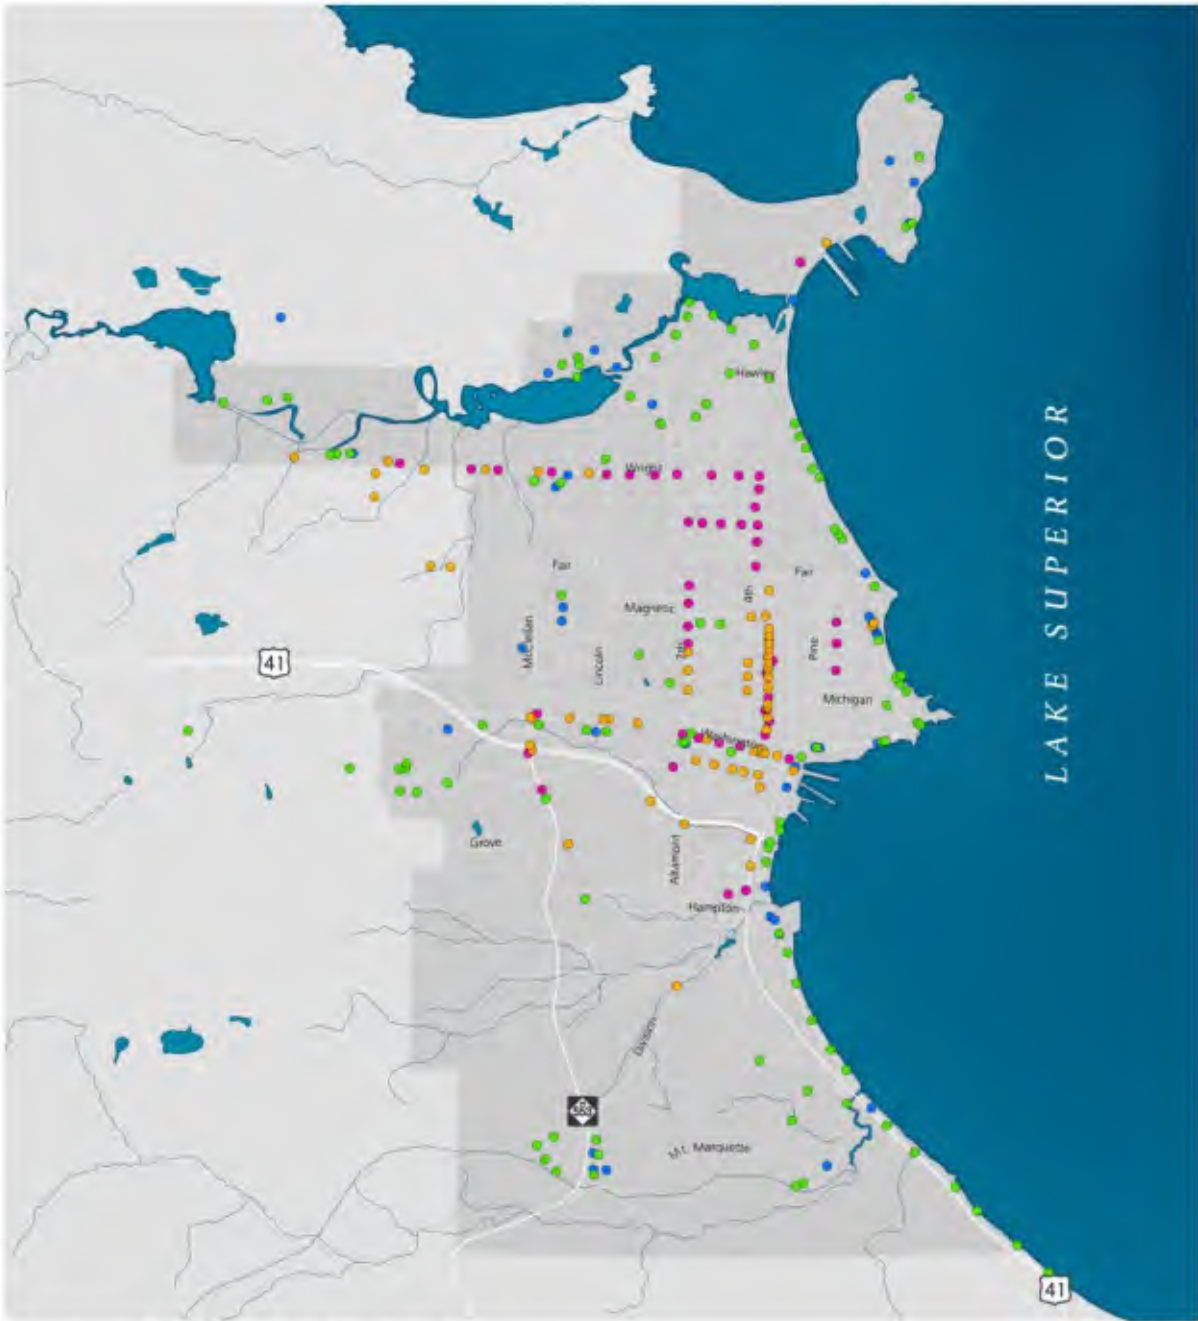 Hawley
Wright
Fair
Fair
4th
Magnetic
McClellan
Lincoln
7th
Pine
41
Michigan
Washington
Grove
Altamont
Hampton
Division
553
Mt. Marquette
41
LAKE SUPERIOR